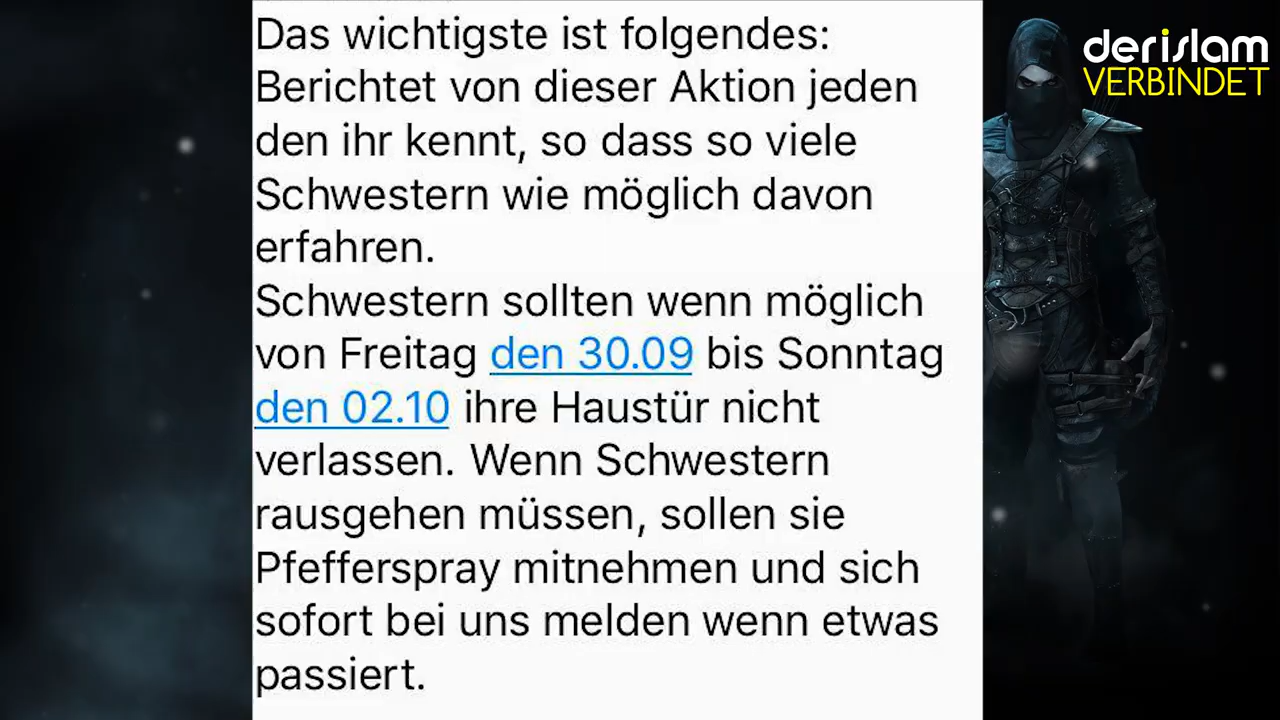 Das wichtigste ist folgendes:
Berichtet von dieser Aktion jeden
den ihr kennt, so dass so viele
Schwestern wie möglich davon
erfahren.
Schwestern sollten wenn möglich
von Freitag den 30.09 bis Sonntag
den 02.10 ihre Haustür nicht
verlassen. Wenn Schwestern
rausgehen müssen, sollen sie
Pfefferspray mitnehmen und sich
sofort bei uns melden wenn etwas
passiert.
derislam
VERBINDET